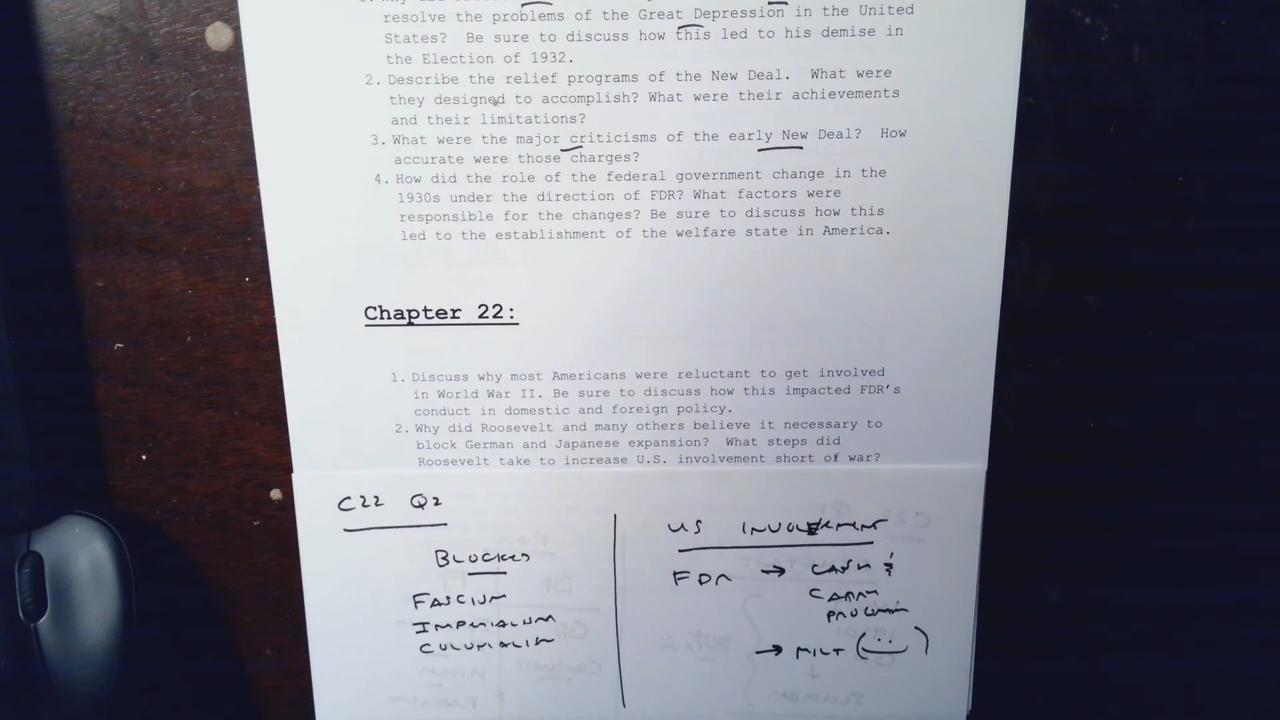 resolve the problems of the Great Depression in the United
States? Be sure to discuss how this led to his demise in
the Election of 1932.
2. Describe the relief programs of the New Deal. What were
they designed to accomplish? What were their achievements
and their limitations?
3. What were the major criticisms of the early New Deal? How
accurate were those charges?
4. How did the role of the federal government change in the
1930s under the direction of FDR? What factors were
responsible for the changes? Be sure to discuss how this
led to the establishment of the welfare state in America.
Chapter 22:
1. Discuss why most Americans were reluctant to get involved
in World War II. Be sure to discuss how this impacted FDR's
conduct in domestic and foreign policy.
2. Why did Roosevelt and many others believe it necessary to
block German and Japanese expansion? What steps did
Roosevelt take to increase U.S. involvement short of war?
C22 Q2
BLOCKED
FASCISM
IMPERIALISM
COLONIALISM
US INVOLVEMENT
FDR → CASH &
CARRY
PROGRAM
→ MILT